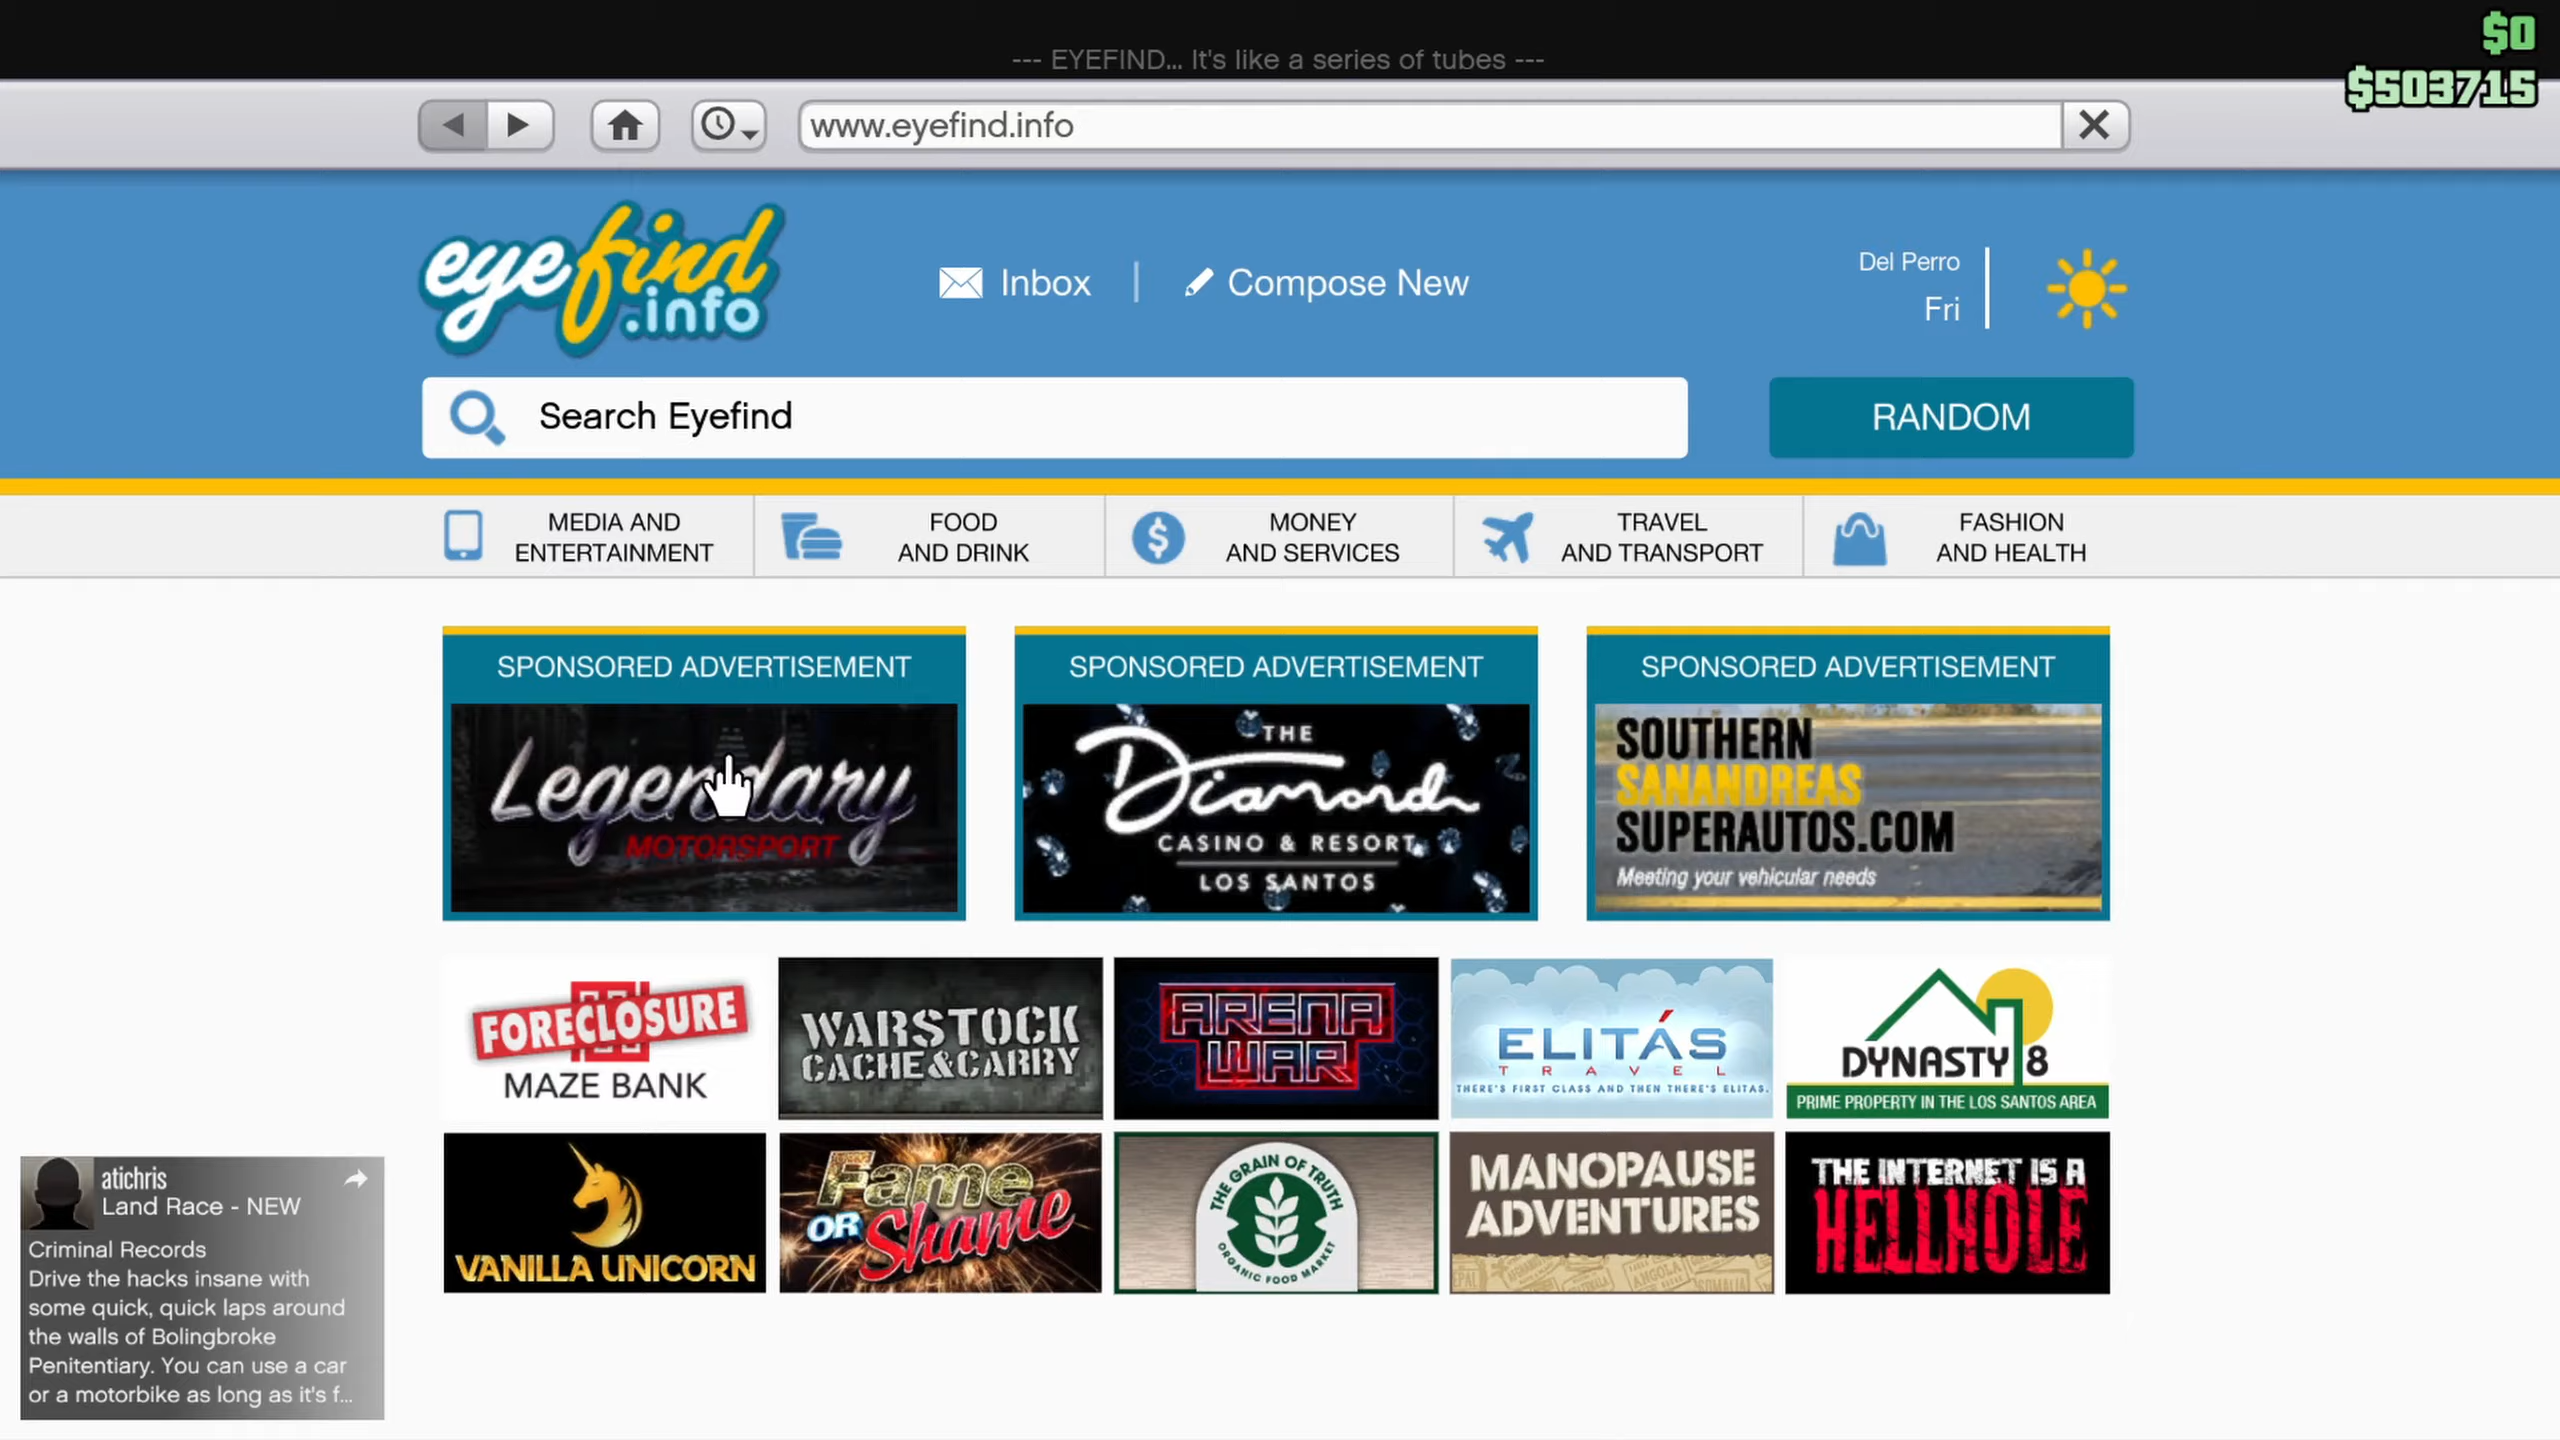 $0
--- EYEFIND... It's like a series of tubes ---
$503715
www.eyefind.info
eyefind
.info
Inbox
Compose New
Del Perro
Fri
Search Eyefind
RANDOM
MEDIA AND
ENTERTAINMENT
FOOD
AND DRINK
MONEY
AND SERVICES
TRAVEL
AND TRANSPORT
FASHION
AND HEALTH
SPONSORED ADVERTISEMENT
Legendary
MOTORSPORT
SPONSORED ADVERTISEMENT
THE
Diamond
CASINO & RESORT
LOS SANTOS
SPONSORED ADVERTISEMENT
SOUTHERN
SANANDREAS
SUPERAUTOS.COM
Meeting your vehicular needs
FORECLOSURE
MAZE BANK
WARSTOCK
CACHE&CARRY
ARENA
WAR
ELITÁS
TRAVEL
THERE'S FIRST CLASS AND THEN THERE'S ELITAS.
DYNASTY 8
PRIME PROPERTY IN THE LOS SANTOS AREA
VANILLA UNICORN
Fame
OR Shame
THE GRAIN OF TRUTH
ORGANIC FOOD MARKET
MANOPAUSE
ADVENTURES
THE INTERNET IS A
HELLHOLE
atichris
Land Race - NEW
Criminal Records
Drive the hacks insane with
some quick, quick laps around
the walls of Bolingbroke
Penitentiary. You can use a car
or a motorbike as long as it's f...